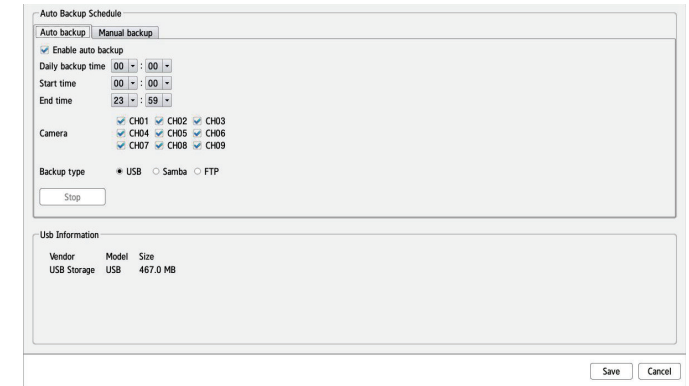 Auto Backup Schedule
Auto backup Manual backup
Enable auto backup
Daily backup time 00 : 00
Start time 00 : 00
End time 23 : 59
CH01 CH02 CH03
Camera CH04 CH05 CH06
CH07 CH08 CH09
Backup type USB Samba FTP
Stop
Usb Information
Vendor Model Size
USB Storage USB 467.0 MB
Save Cancel